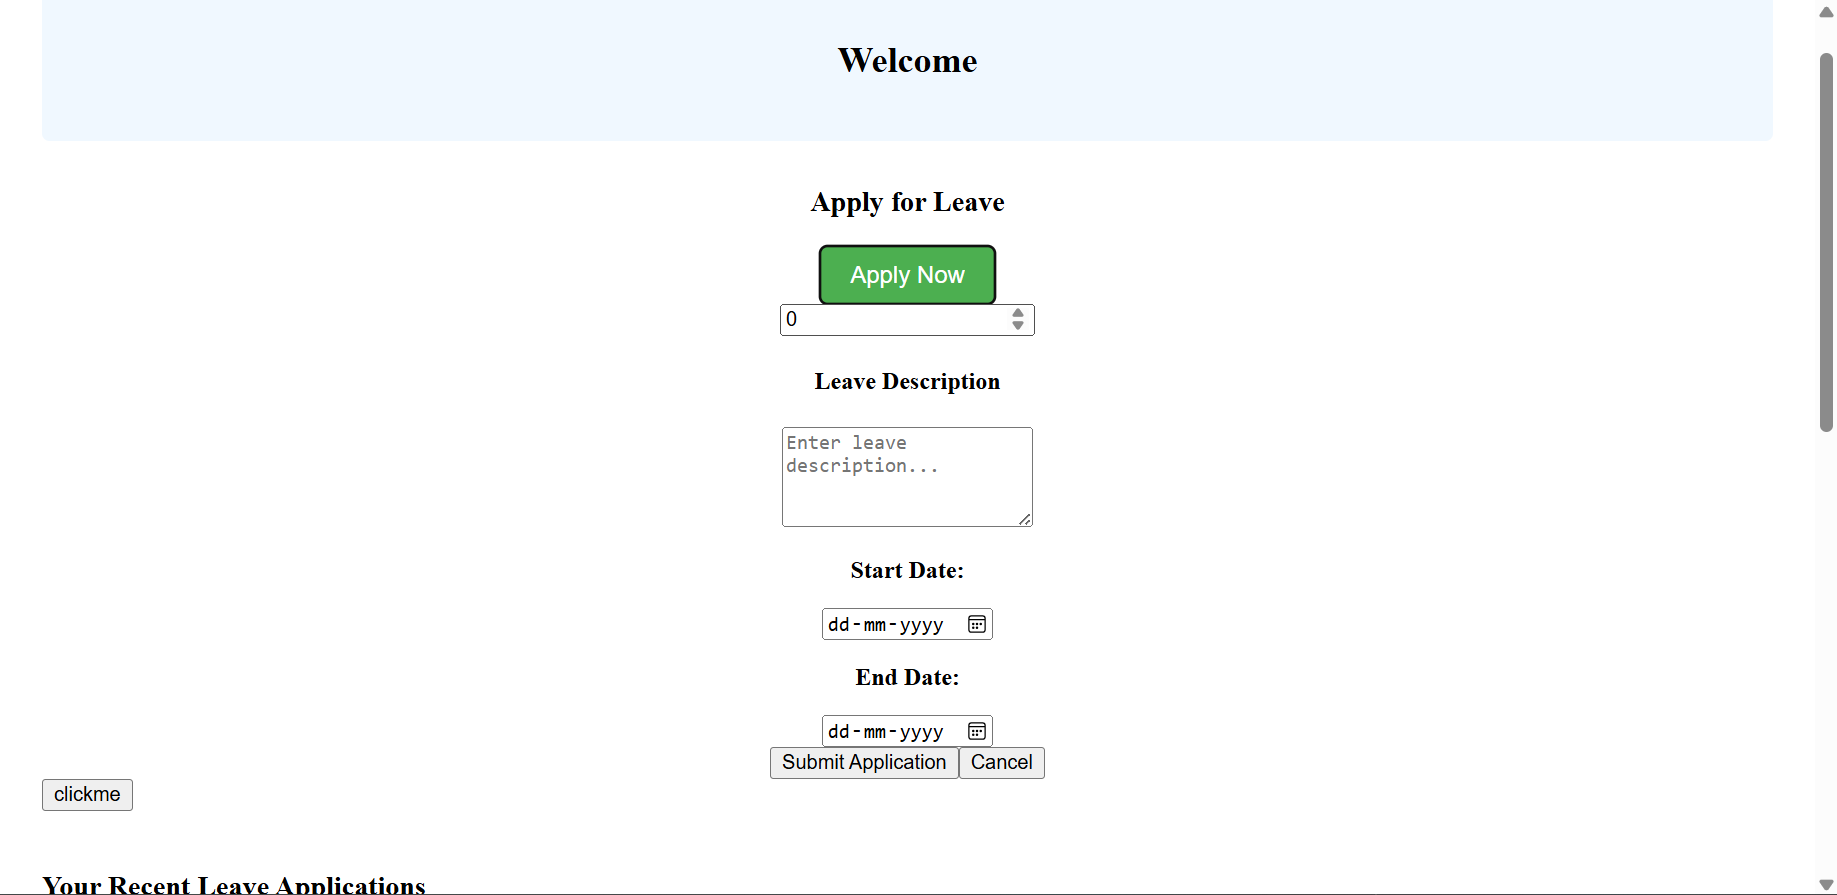 Welcome
Apply for Leave
Apply Now
0
Leave Description
Enter leave
description...
Start Date:
dd-mm-yyyy
End Date:
dd-mm-yyyy
Submit Application Cancel
clickme
Your Recent Leave Applications